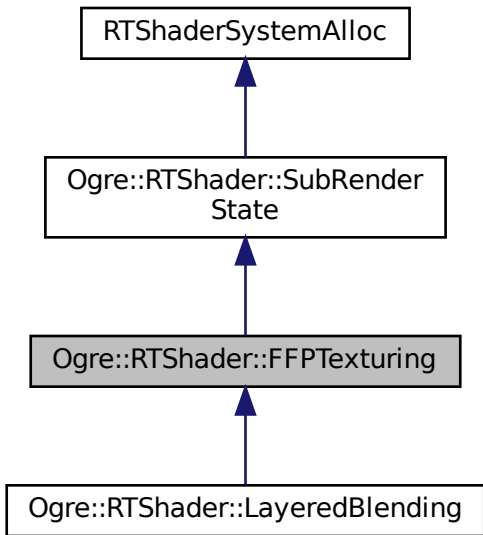 RTShaderSystemAlloc
Ogre::RTShader::SubRender
State
Ogre::RTShader::FFPTexturing
Ogre::RTShader::LayeredBlending